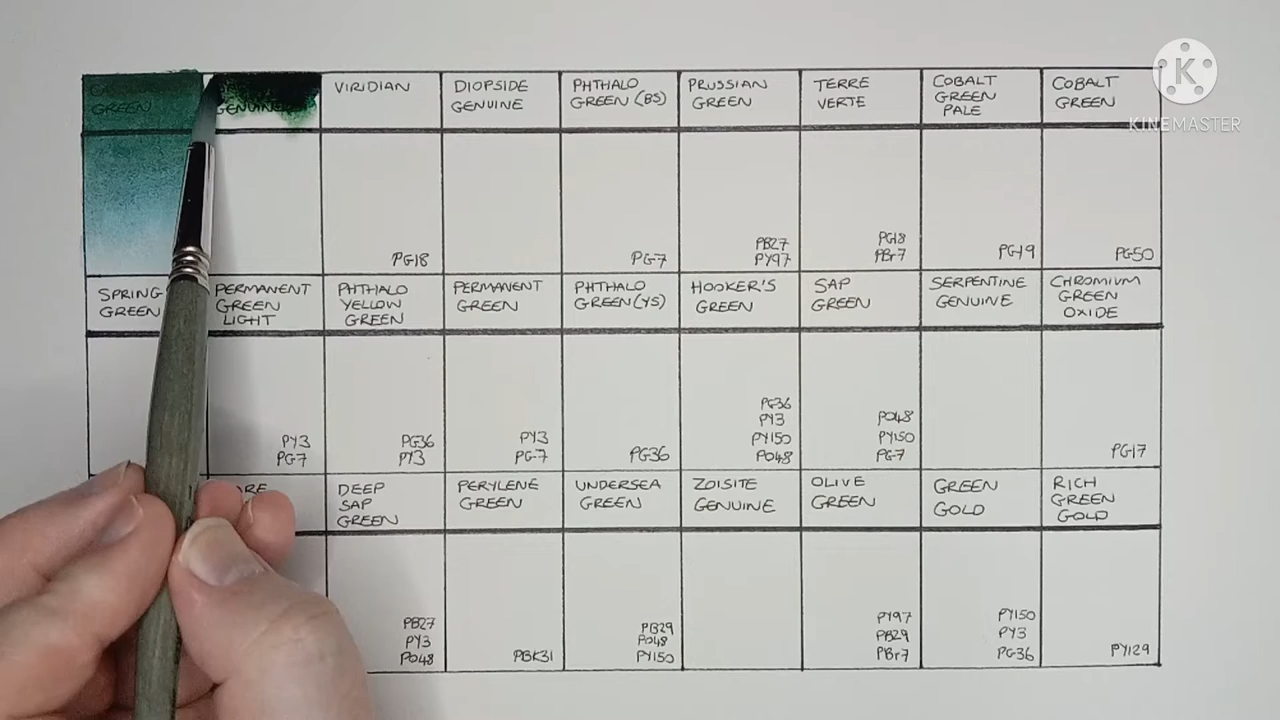 GREEN
GENUINE
VIRIDIAN
DIOPSIDE
GENUINE
PHTHALO
GREEN (BS)
PRUSSIAN
GREEN
TERRE
VERTE
COBALT
GREEN
PALE
COBALT
GREEN
KINEMASTER
PG18
PG7
PB27
PY97
PG18
PBr7
PG19
PG50
SPRING
GREEN
PERMANENT
GREEN
LIGHT
PHTHALO
YELLOW
GREEN
PERMANENT
GREEN
PHTHALO
GREEN (YS)
HOOKER'S
GREEN
SAP
GREEN
SERPENTINE
GENUINE
CHROMIUM
GREEN
OXIDE
PY3
PG7
PG36
PY3
PY3
PG7
PG36
PG36
PY3
PY150
PO48
PO48
PY150
PG7
PG17
DEEP
SAP
GREEN
PERYLENE
GREEN
UNDERSEA
GREEN
ZOISITE
GENUINE
OLIVE
GREEN
GREEN
GOLD
RICH
GREEN
GOLD
PB27
PY3
PO48
PBK31
PB29
PO48
PY150
PY97
PB29
PBr7
PY150
PY3
PG36
PY129